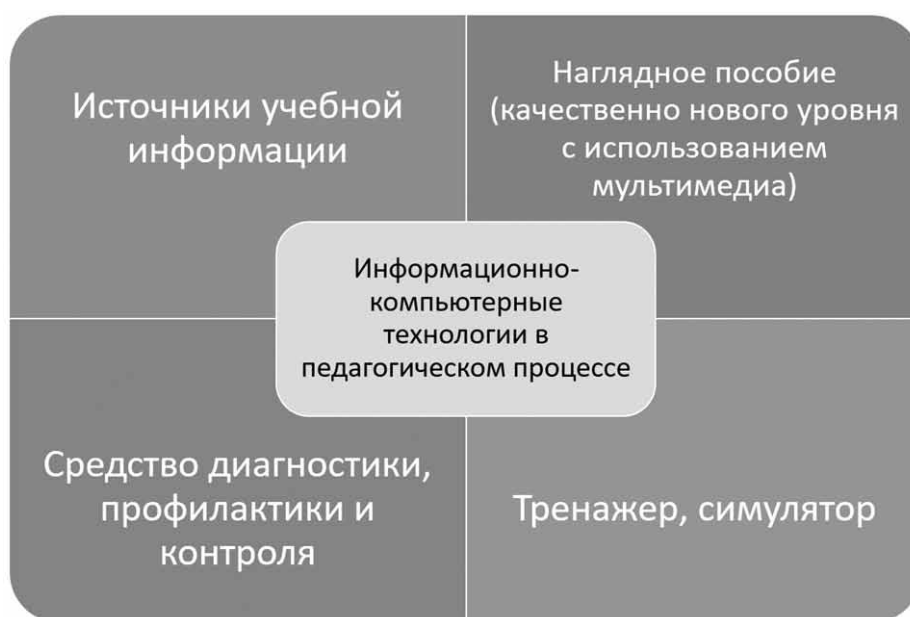 Источники учебной
информации
Наглядное пособие
(качественно нового уровня
с использованием
мультимедиа)
Информационно-
компьютерные
технологии в
педагогическом процессе
Средство диагностики,
профилактики и
контроля
Тренажер, симулятор